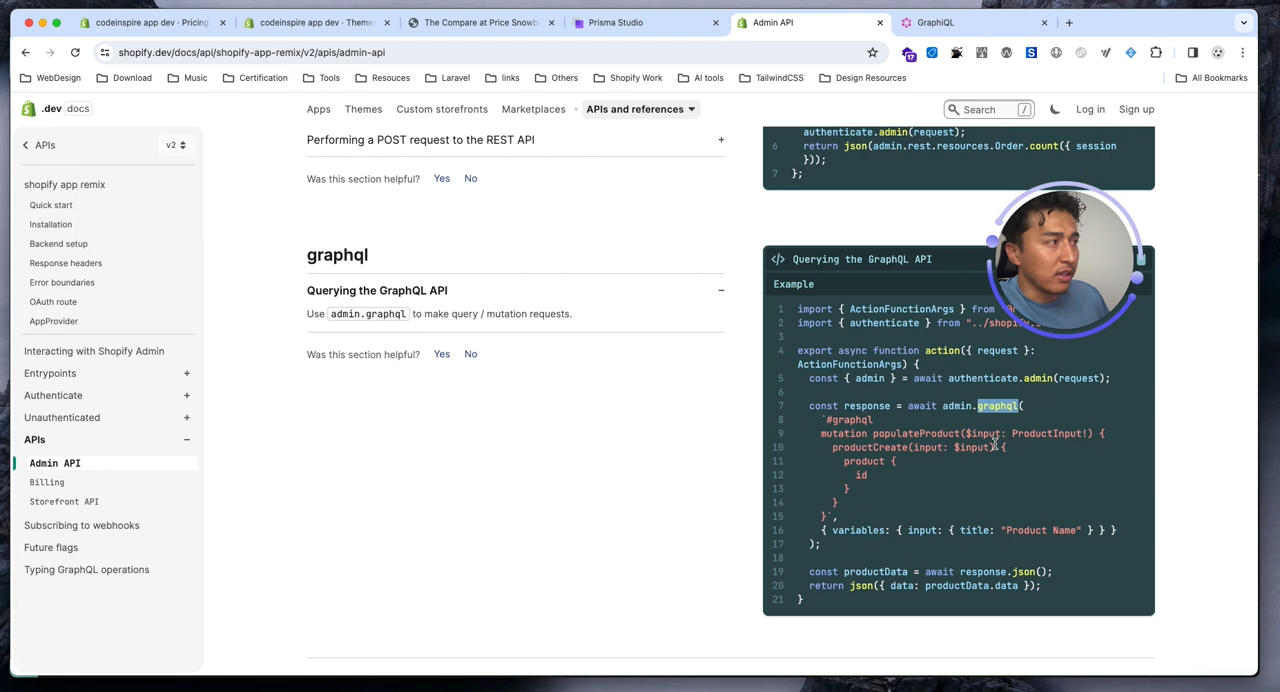 codeinspire app dev · Pricing
codeinspire app dev · Theme
The Compare at Price Snowb
Prisma Studio
Admin API
GraphiQL
shopify.dev/docs/api/shopify-app-remix/v2/apis/admin-api
17
WebDesign
Download
Music
Certification
Tools
Resouces
Laravel
links
Others
Shopify Work
AI tools
TailwindCSS
Design Resources
All Bookmarks
.dev docs
Apps
Themes
Custom storefronts
Marketplaces
APIs and references
Search /
Log in
Sign up
APIs
v2
shopify app remix
Quick start
Installation
Backend setup
Response headers
Error boundaries
OAuth route
AppProvider
Interacting with Shopify Admin
Entrypoints +
Authenticate +
Unauthenticated +
APIs −
Admin API
Billing
Storefront API
Subscribing to webhooks
Future flags
Typing GraphQL operations
Performing a POST request to the REST API +
Was this section helpful? Yes No
graphql
Querying the GraphQL API −
Use admin.graphql to make query / mutation requests.
Was this section helpful? Yes No
authenticate.admin(request);
6 return json(admin.rest.resources.Order.count({ session
}));
7 };
</> Querying the GraphQL API
Example
1 import { ActionFunctionArgs } from
2 import { authenticate } from "../shopify.s
3
4 export async function action({ request }:
ActionFunctionArgs) {
5 const { admin } = await authenticate.admin(request);
6
7 const response = await admin.graphql(
8 `#graphql
9 mutation populateProduct($input: ProductInput!) {
10 productCreate(input: $input) {
11 product {
12 id
13 }
14 }
15 }`,
16 { variables: { input: { title: "Product Name" } } }
17 );
18
19 const productData = await response.json();
20 return json({ data: productData.data });
21 }